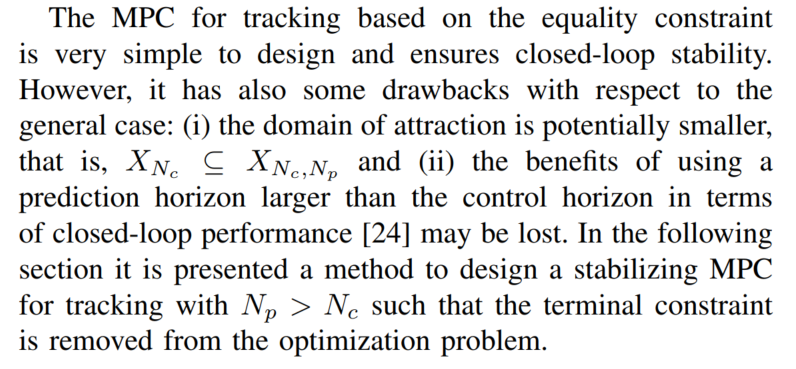 The MPC for tracking based on the equality constraint
is very simple to design and ensures closed-loop stability.
However, it has also some drawbacks with respect to the
general case: (i) the domain of attraction is potentially smaller,
that is, $X_{N_c} \subseteq X_{N_c,N_p}$ and (ii) the benefits of using a
prediction horizon larger than the control horizon in terms
of closed-loop performance [24] may be lost. In the following
section it is presented a method to design a stabilizing MPC
for tracking with $N_p > N_c$ such that the terminal constraint
is removed from the optimization problem.